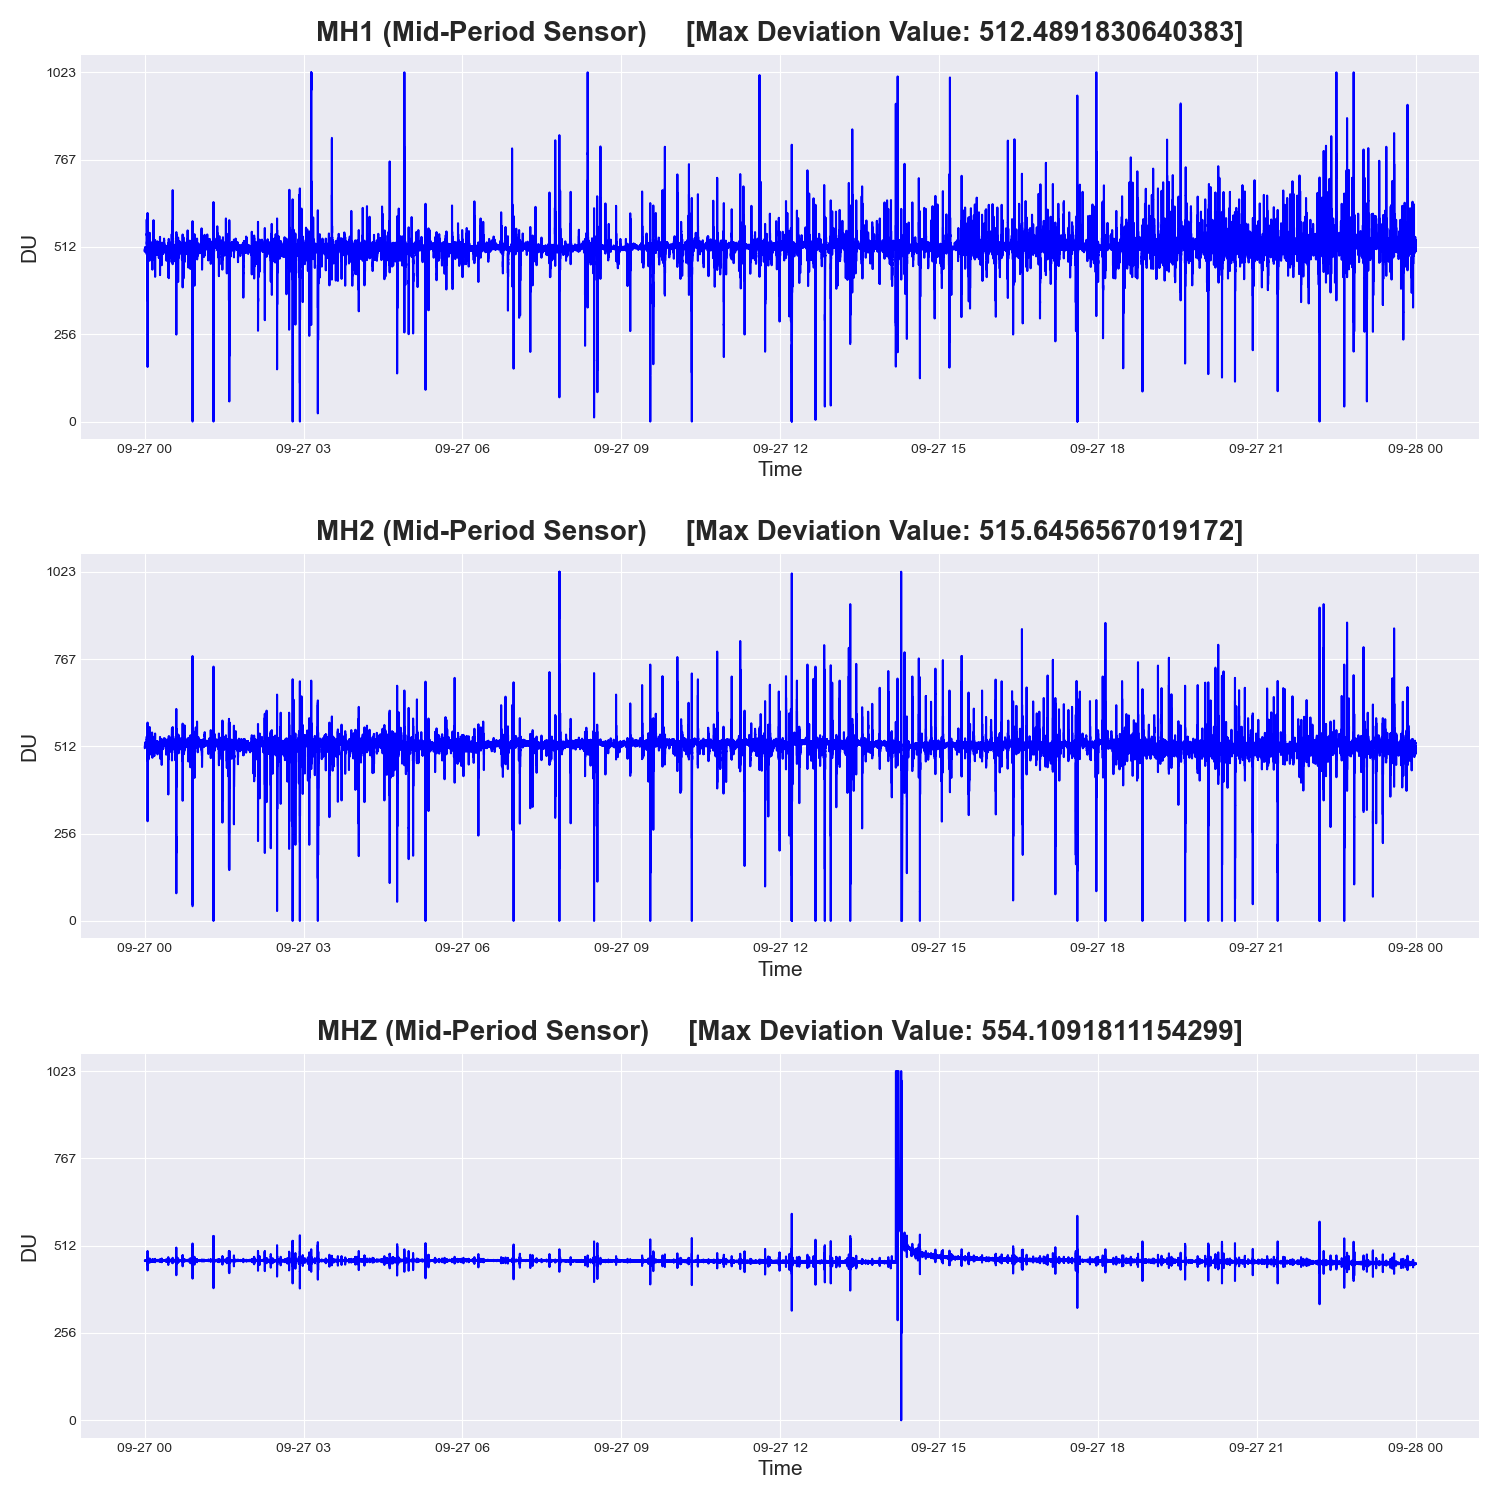 MH1 (Mid-Period Sensor)     [Max Deviation Value: 512.4891830640383]
1023
767
512
256
0
DU
09-27 00 09-27 03 09-27 06 09-27 09 09-27 12 09-27 15 09-27 18 09-27 21 09-28 00
Time
MH2 (Mid-Period Sensor)     [Max Deviation Value: 515.6456567019172]
1023
767
512
256
0
DU
09-27 00 09-27 03 09-27 06 09-27 09 09-27 12 09-27 15 09-27 18 09-27 21 09-28 00
Time
MHZ (Mid-Period Sensor)     [Max Deviation Value: 554.1091811154299]
1023
767
512
256
0
DU
09-27 00 09-27 03 09-27 06 09-27 09 09-27 12 09-27 15 09-27 18 09-27 21 09-28 00
Time